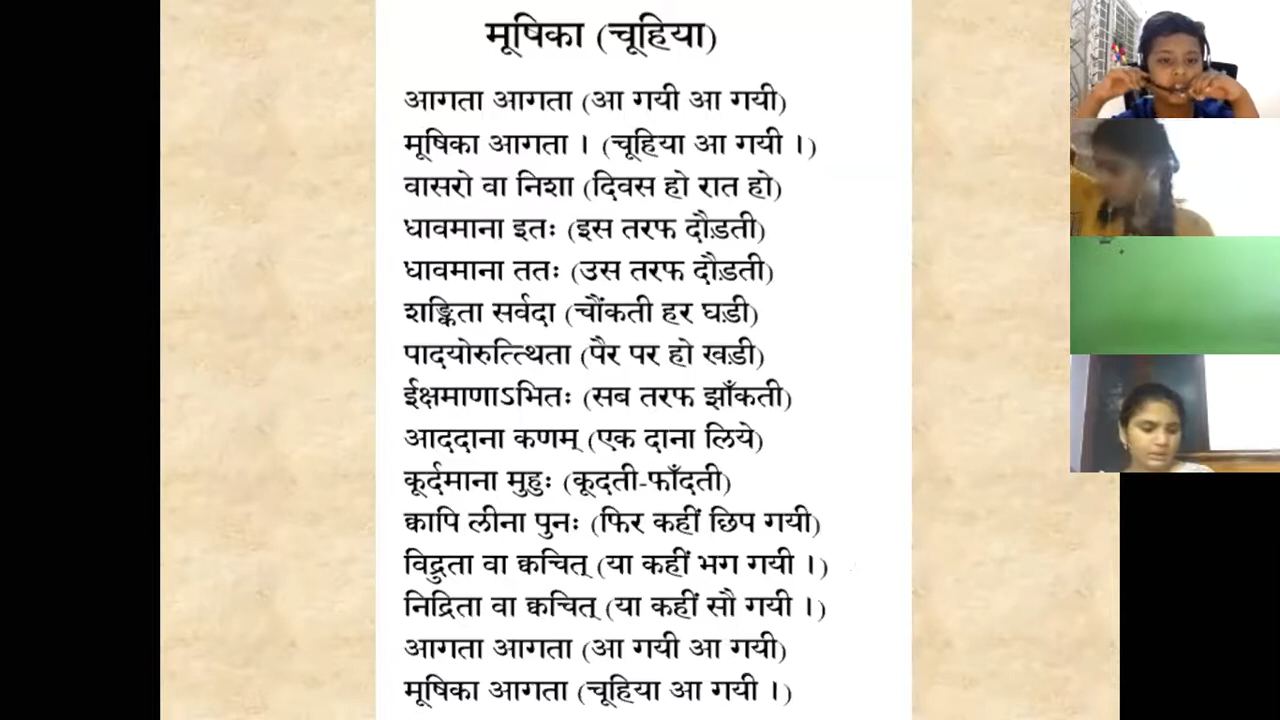 मूषिका (चूहिया)
आगता आगता (आ गयी आ गयी)
मूषिका आगता । (चूहिया आ गयी ।)
वासरो वा निशा (दिवस हो रात हो)
धावमाना इतः (इस तरफ दौड़ती)
धावमाना ततः (उस तरफ दौड़ती)
शङ्किता सर्वदा (चौंकती हर घड़ी)
पादयोरुत्त्थिता (पैर पर हो खड़ी)
ईक्षमाणाऽभितः (सब तरफ झाँकती)
आददाना कणम् (एक दाना लिये)
कूर्दमाना मुहुः (कूदती-फाँदती)
क्वापि लीना पुनः (फिर कहीं छिप गयी)
विद्रुता वा क्वचित् (या कहीं भग गयी ।)
निद्रिता वा क्वचित् (या कहीं सौ गयी ।)
आगता आगता (आ गयी आ गयी)
मूषिका आगता (चूहिया आ गयी ।)